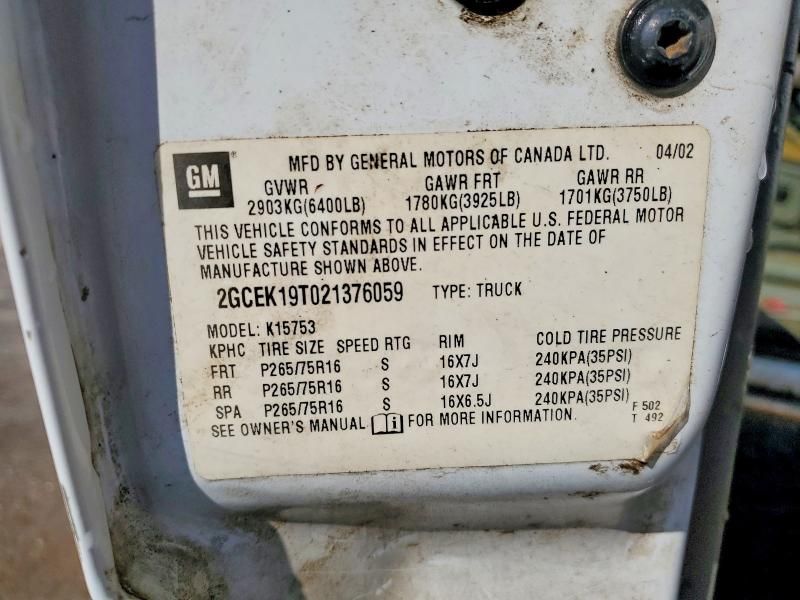 GM
MFD BY GENERAL MOTORS OF CANADA LTD. 04/02
GVWR GAWR FRT GAWR RR
2903KG(6400LB) 1780KG(3925LB) 1701KG(3750LB)
THIS VEHICLE CONFORMS TO ALL APPLICABLE U.S. FEDERAL MOTOR
VEHICLE SAFETY STANDARDS IN EFFECT ON THE DATE OF
MANUFACTURE SHOWN ABOVE.
2GCEK19T021376059 TYPE: TRUCK
MODEL: K15753
KPHC TIRE SIZE SPEED RTG RIM COLD TIRE PRESSURE
FRT P265/75R16 S 16X7J 240KPA(35PSI)
RR P265/75R16 S 16X7J 240KPA(35PSI)
SPA P265/75R16 S 16X6.5J 240KPA(35PSI)
SEE OWNER'S MANUAL i FOR MORE INFORMATION. F 502
T 492